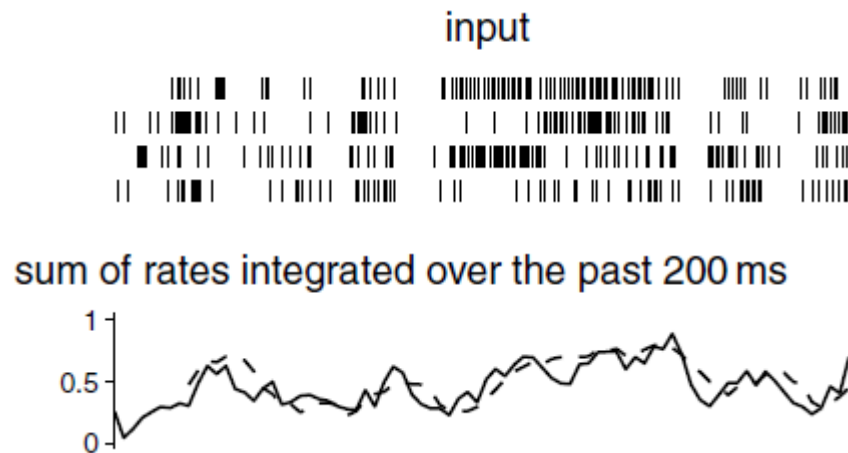 input
sum of rates integrated over the past 200 ms
1
0.5
0